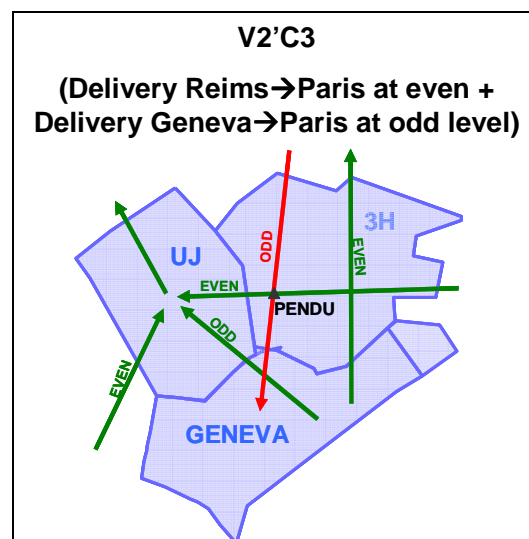 V2’C3
(Delivery Reims→Paris at even +
Delivery Geneva→Paris at odd level)
3H
ODD
EVEN
UJ
EVEN
PENDU
ODD
EVEN
GENEVA